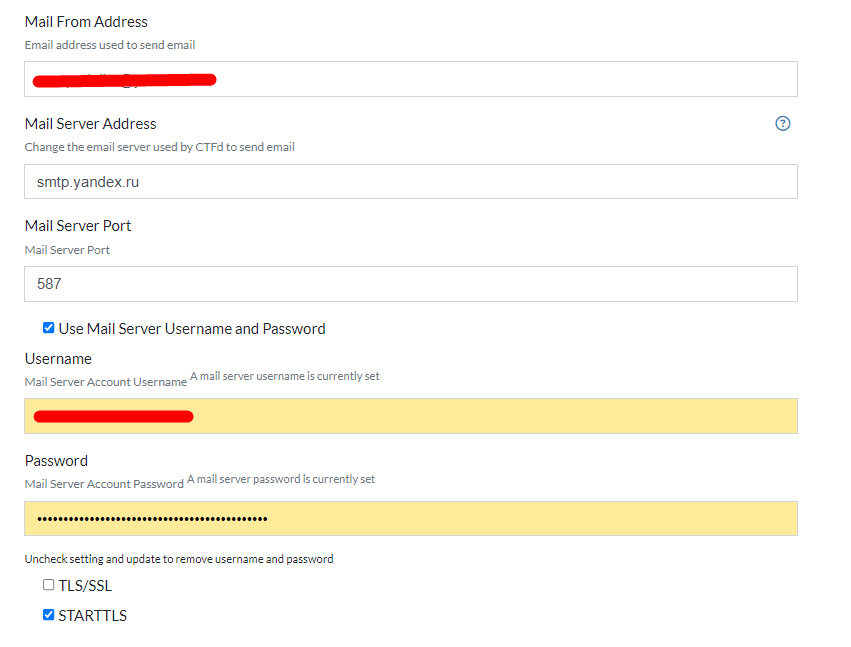 Mail From Address
Email address used to send email
Mail Server Address
Change the email server used by CTFd to send email
smtp.yandex.ru
Mail Server Port
Mail Server Port
587
Use Mail Server Username and Password
Username
Mail Server Account Username A mail server username is currently set
Password
Mail Server Account Password A mail server password is currently set
Uncheck setting and update to remove username and password
TLS/SSL
STARTTLS